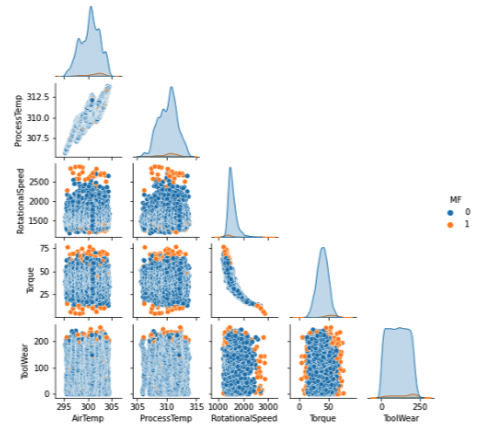 312.5
310.0
307.5
ProcessTemp
2500
2000
1500
RotationalSpeed
MF
0
1
75
50
25
Torque
200
100
0
ToolWear
295 300 305 305 310 315 1000 2000 3000 0 50 0 250
AirTemp ProcessTemp RotationalSpeed Torque ToolWear